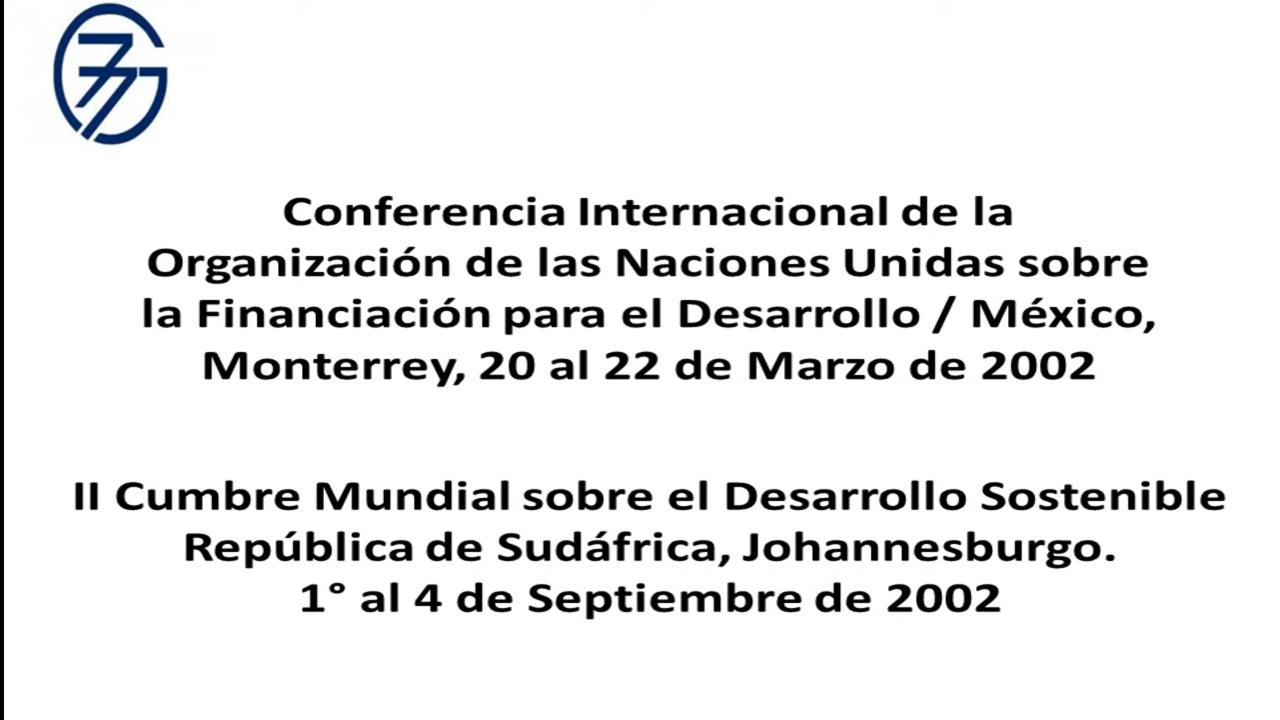 G77
Conferencia Internacional de la
Organización de las Naciones Unidas sobre
la Financiación para el Desarrollo / México,
Monterrey, 20 al 22 de Marzo de 2002
II Cumbre Mundial sobre el Desarrollo Sostenible
República de Sudáfrica, Johannesburgo.
1° al 4 de Septiembre de 2002